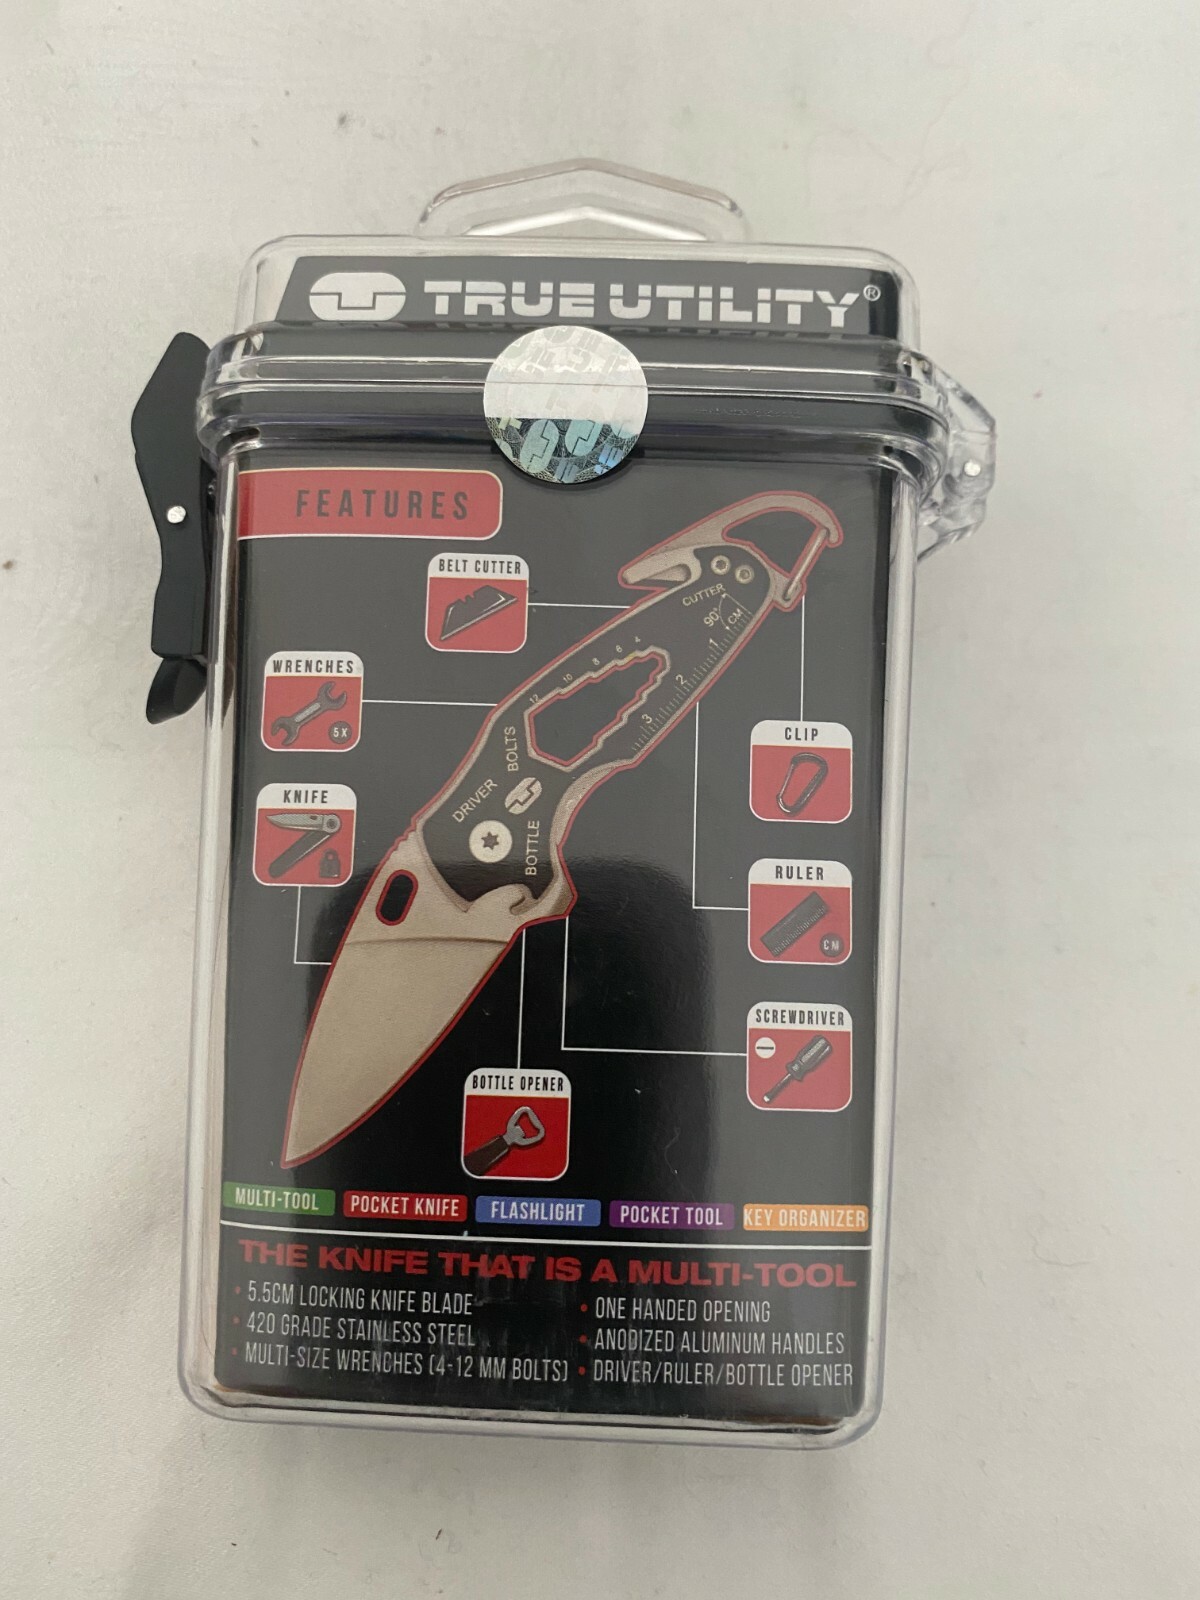 TRUE UTILITY®
FEATURES
BELT CUTTER
WRENCHES
5X
KNIFE
CLIP
RULER
CM
SCREWDRIVER
BOTTLE OPENER
CUTTER
90°
CM
1
2
3
4
6
8
10
12
BOLTS
DRIVER
BOTTLE
MULTI-TOOL
POCKET KNIFE
FLASHLIGHT
POCKET TOOL
KEY ORGANIZER
THE KNIFE THAT IS A MULTI-TOOL
• 5.5CM LOCKING KNIFE BLADE
• 420 GRADE STAINLESS STEEL
• MULTI-SIZE WRENCHES (4-12 MM BOLTS)
• ONE HANDED OPENING
• ANODIZED ALUMINUM HANDLES
• DRIVER/RULER/BOTTLE OPENER